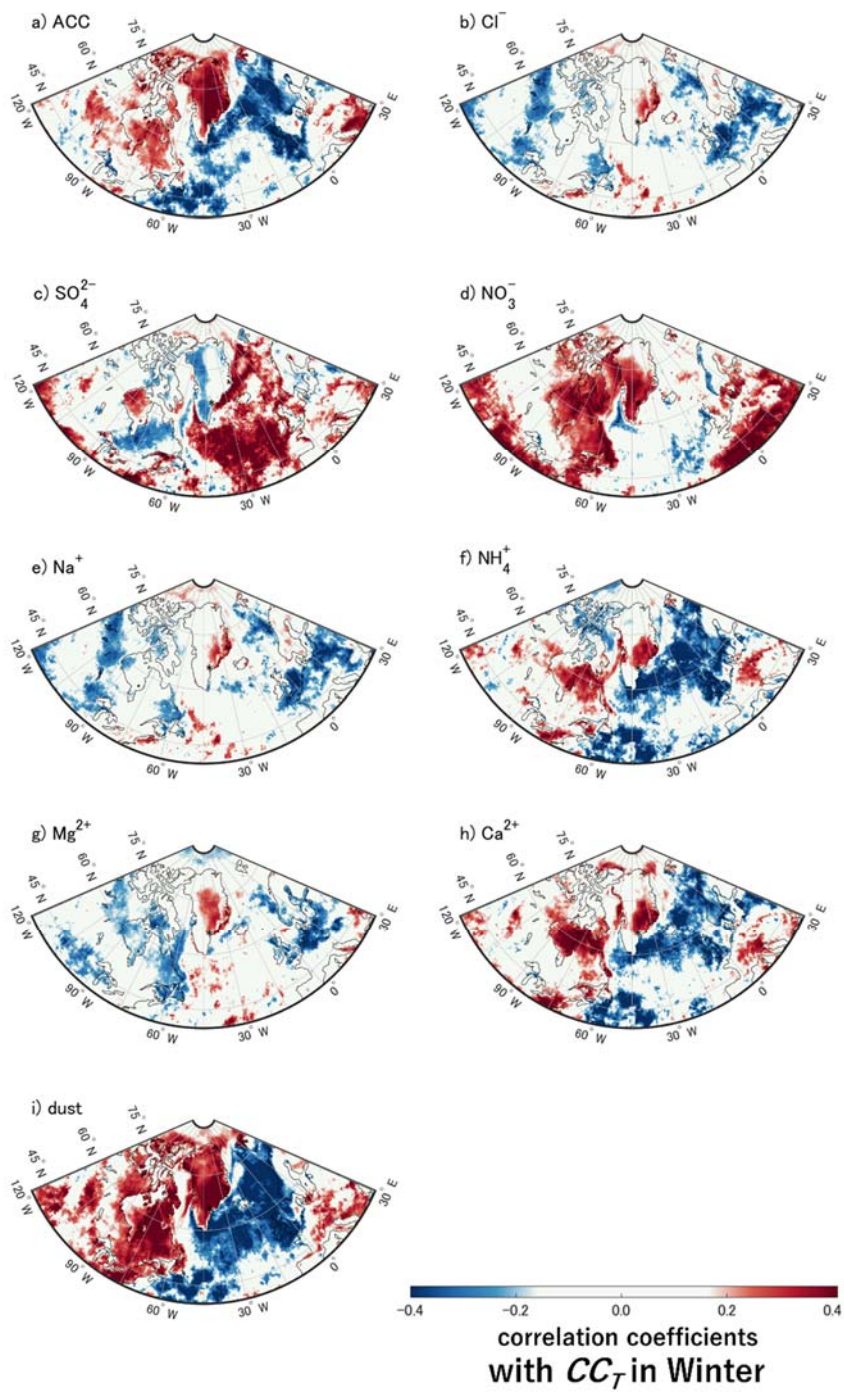 a) ACC
75 N
60 N
45 N
120 W
90 W
60 W
30 W
0
30 E
b) Cl⁻
75 N
60 N
45 N
120 W
90 W
60 W
30 W
0
30 E
c) SO₄²⁻
75 N
60 N
45 N
120 W
90 W
60 W
30 W
0
30 E
d) NO₃⁻
75 N
60 N
45 N
120 W
90 W
60 W
30 W
0
30 E
e) Na⁺
75 N
60 N
45 N
120 W
90 W
60 W
30 W
0
30 E
f) NH₄⁺
75 N
60 N
45 N
120 W
90 W
60 W
30 W
0
30 E
g) Mg²⁺
75 N
60 N
45 N
120 W
90 W
60 W
30 W
0
30 E
h) Ca²⁺
75 N
60 N
45 N
120 W
90 W
60 W
30 W
0
30 E
i) dust
75 N
60 N
45 N
120 W
90 W
60 W
30 W
0
30 E
−0.4 −0.2 0.0 0.2 0.4
correlation coefficients
with CC_T in Winter